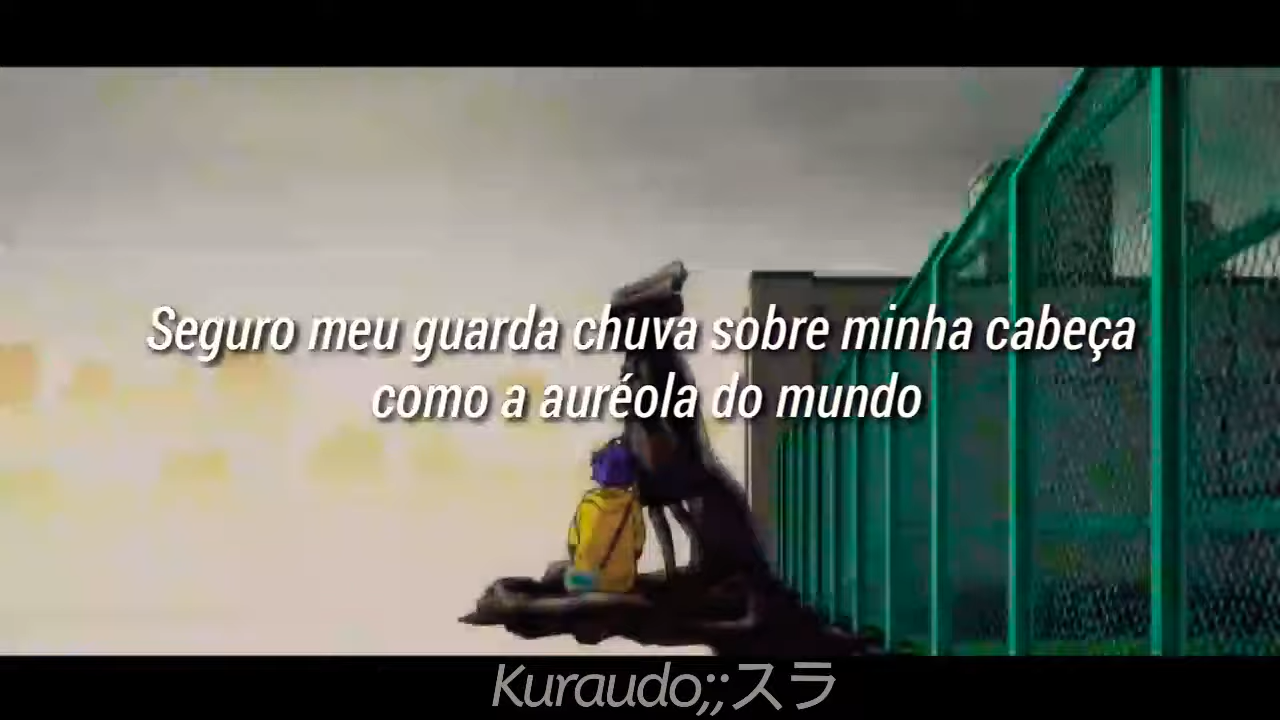 Seguro meu guarda chuva sobre minha cabeça
como a auréola do mundo
Kuraudo;;スラ